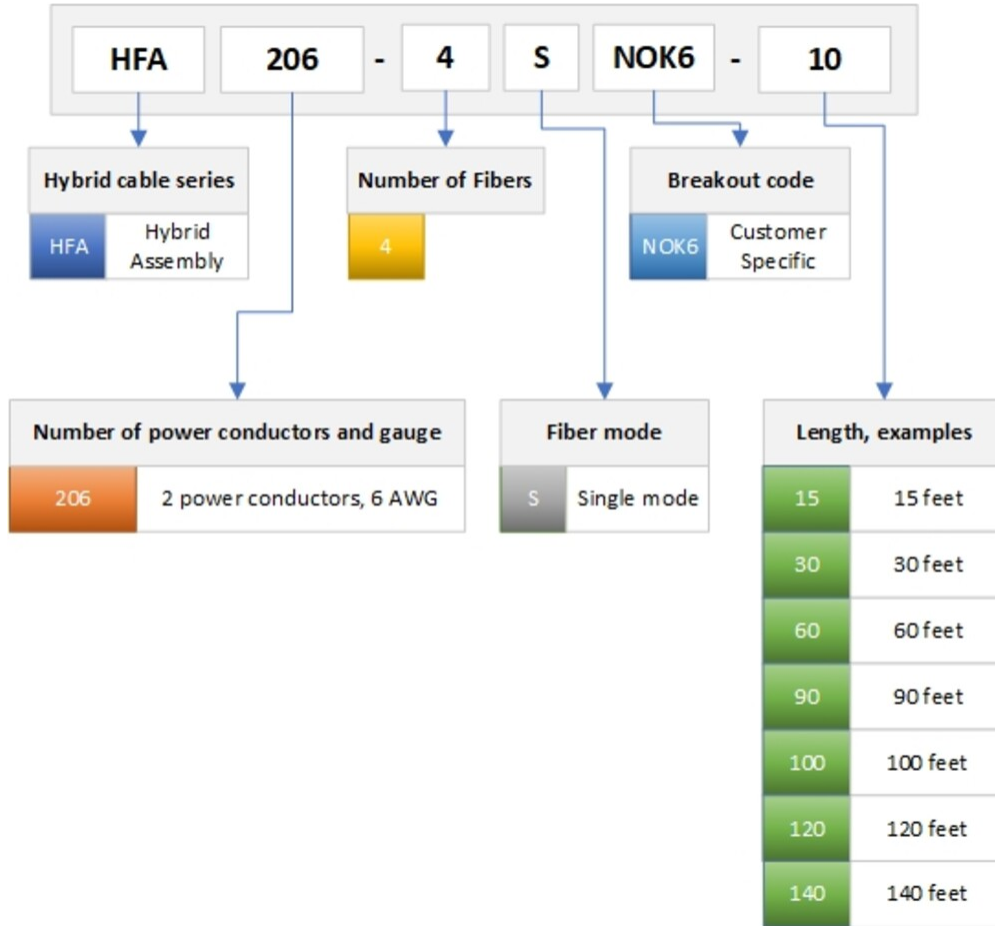 HFA 206 - 4 S NOK6 - 10
Hybrid cable series
HFA Hybrid
Assembly
Number of Fibers
4
Breakout code
NOK6 Customer
Specific
Number of power conductors and gauge
206 2 power conductors, 6 AWG
Fiber mode
S Single mode
Length, examples
15 15 feet
30 30 feet
60 60 feet
90 90 feet
100 100 feet
120 120 feet
140 140 feet